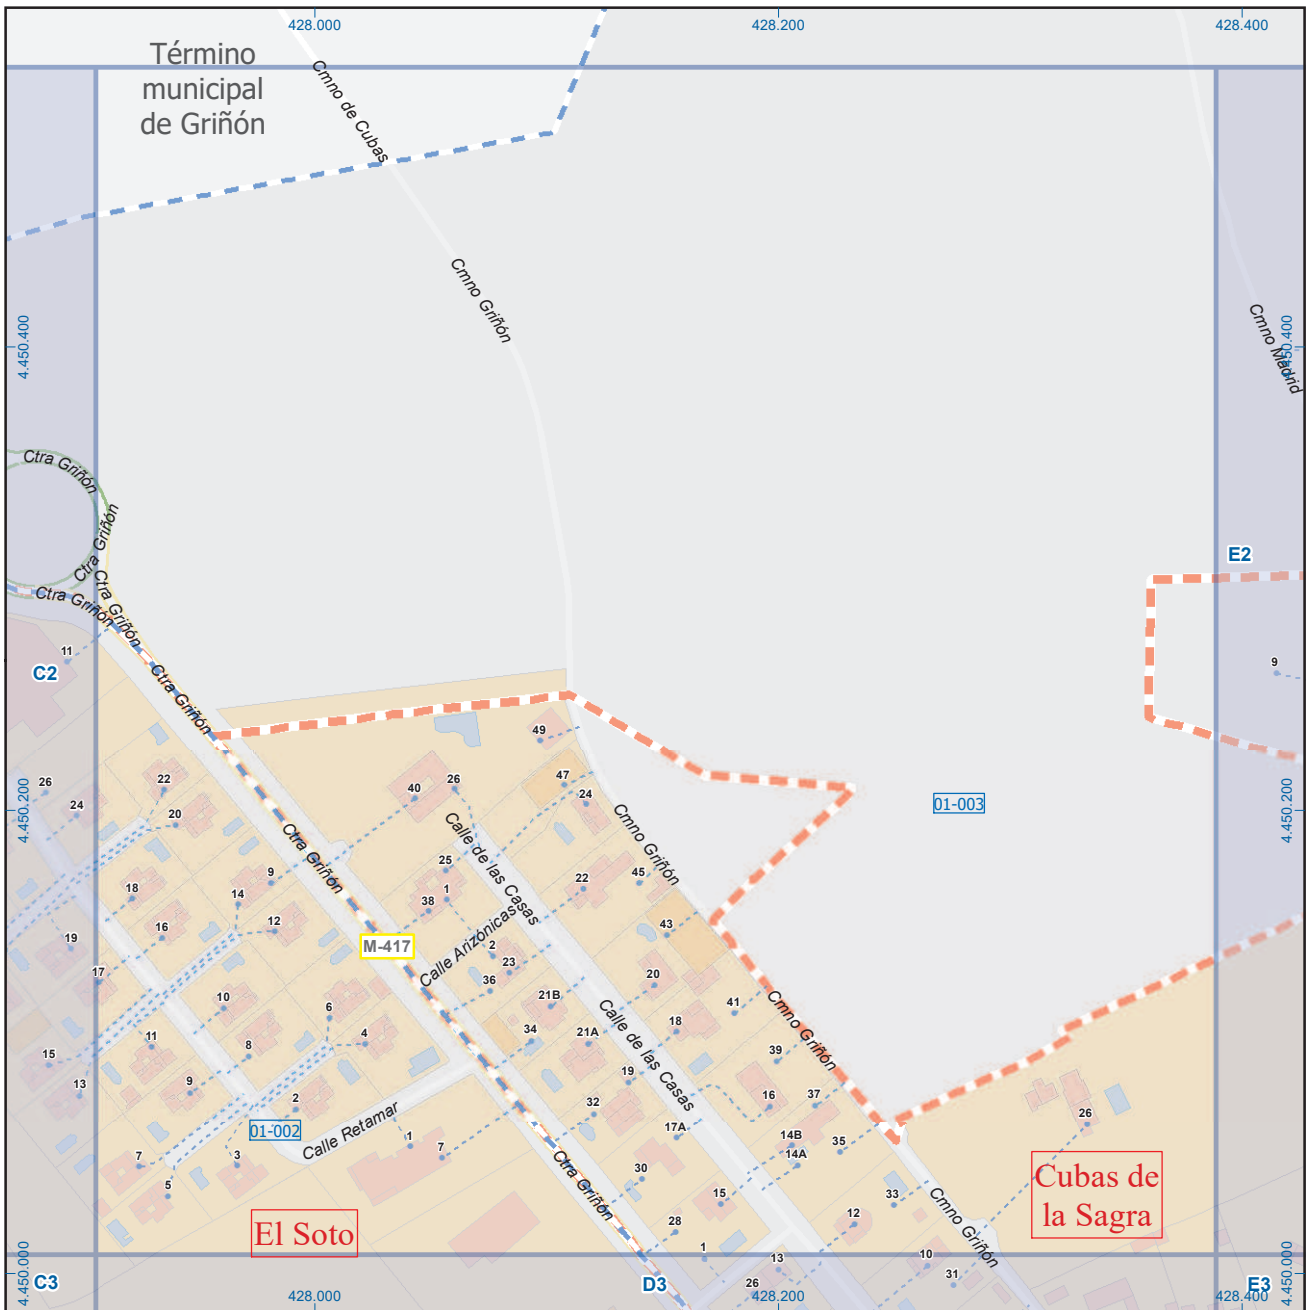 428.000
428.200
428.400
Término
municipal
de Griñón
Cmno de Cubas
Cmno Griñón
4.450.400
4.450.400
Cmno Madrid
Ctra Griñón
Ctra Griñón
Ctra Griñón
Ctra Griñón
E2
11
C2
Ctra Griñón
9
49
26
24
22
20
40
26
47
24
4.450.200
01-003
4.450.200
Cmno Griñón
Calle de las Casas
Ctra Griñón
25
1
22
45
18
14
9
12
38
16
19
M-417
Calle Arizónicas
2
23
43
17
36
20
10
6
21B
41
Cmno Griñón
11
8
4
34
21A
18
Calle de las Casas
15
13
9
19
39
2
32
16
37
26
01-002
Calle Retamar
1
7
17A
14B
14A
35
7
3
5
Ctra Griñón
30
15
33
Cmno Griñón
Cubas de
la Sagra
El Soto
28
12
1
13
10
C3
D3
26
31
E3
4.450.000
4.450.000
428.000
428.200
428.400